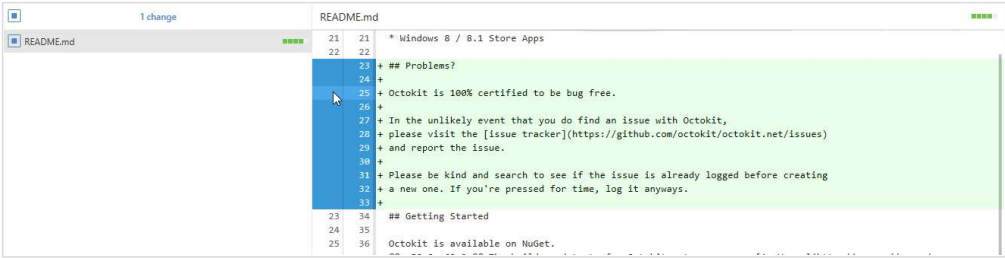 1 change
README.md
README.md
21 21 * Windows 8 / 8.1 Store Apps
22 22
23 + ## Problems?
24 +
25 + Octokit is 100% certified to be bug free.
26 +
27 + In the unlikely event that you do find an issue with Octokit,
28 + please visit the [issue tracker](https://github.com/octokit/octokit.net/issues)
29 + and report the issue.
30 +
31 + Please be kind and search to see if the issue is already logged before creating
32 + a new one. If you're pressed for time, log it anyways.
33 +
23 34 ## Getting Started
24 35
25 36 Octokit is available on NuGet.